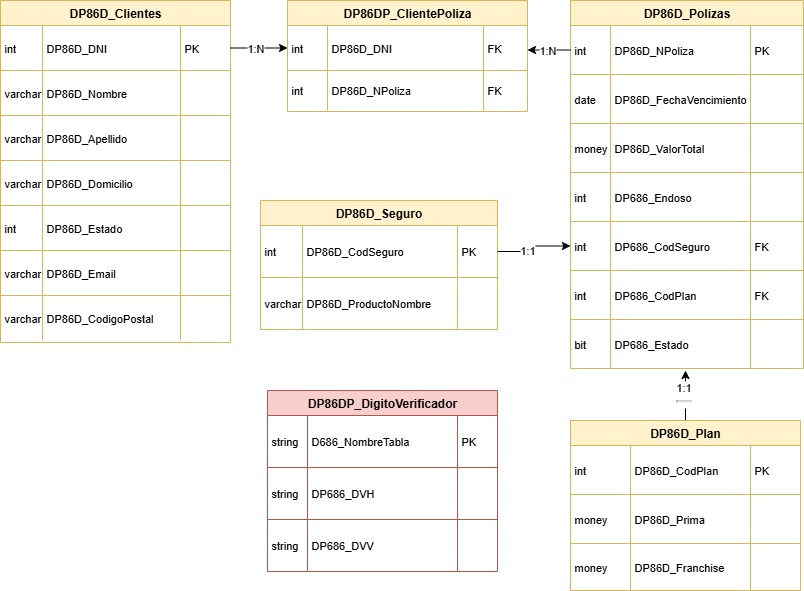 DP86D_Clientes
int DP86D_DNI PK
varchar DP86D_Nombre
varchar DP86D_Apellido
varchar DP86D_Domicilio
int DP86D_Estado
varchar DP86D_Email
varchar DP86D_CodigoPostal
1:N
DP86DP_ClientePoliza
int DP86D_DNI FK
int DP86D_NPoliza FK
1:N
DP86D_Polizas
int DP86D_NPoliza PK
date DP86D_FechaVencimiento
money DP86D_ValorTotal
int DP686_Endoso
int DP686_CodSeguro FK
int DP686_CodPlan FK
bit DP686_Estado
DP86D_Seguro
int DP86D_CodSeguro PK
varchar DP86D_ProductoNombre
1:1
1:1
DP86DP_DigitoVerificador
string D686_NombreTabla PK
string DP686_DVH
string DP686_DVV
DP86D_Plan
int DP86D_CodPlan PK
money DP86D_Prima
money DP86D_Franchise